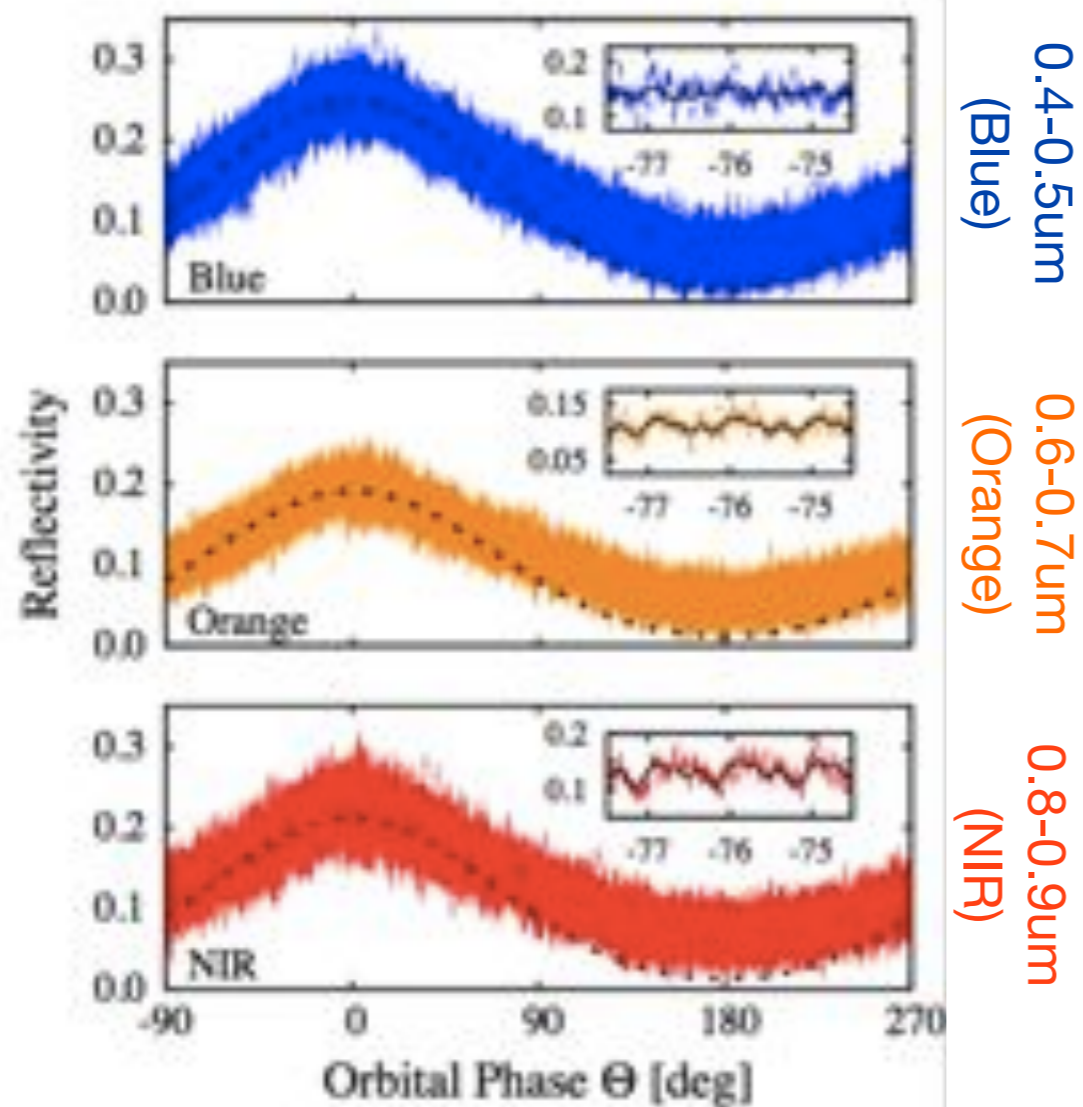 0.3
0.2
0.1
0.0
Blue
0.2
0.1
-77 -76 -75
0.4-0.5um
(Blue)
Reflectivity
0.3
0.2
0.1
0.0
Orange
0.15
0.05
-77 -76 -75
0.6-0.7um
(Orange)
0.3
0.2
0.1
0.0
NIR
0.2
0.1
-77 -76 -75
0.8-0.9um
(NIR)
-90 0 90 180 270
Orbital Phase Θ [deg]